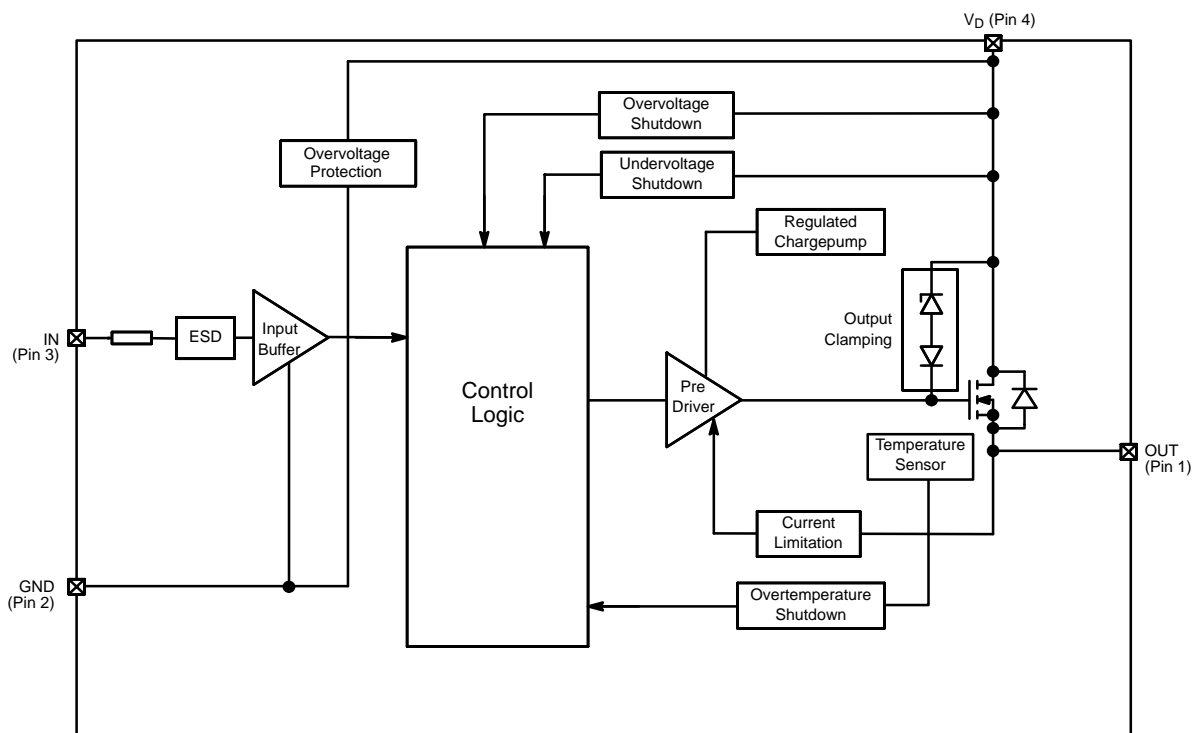 V_D (Pin 4)
Overvoltage
Shutdown
Overvoltage
Protection
Undervoltage
Shutdown
Regulated
Chargepump
IN
(Pin 3)
ESD
Input
Buffer
Output
Clamping
Control
Logic
Pre
Driver
Temperature
Sensor
OUT
(Pin 1)
Current
Limitation
GND
(Pin 2)
Overtemperature
Shutdown